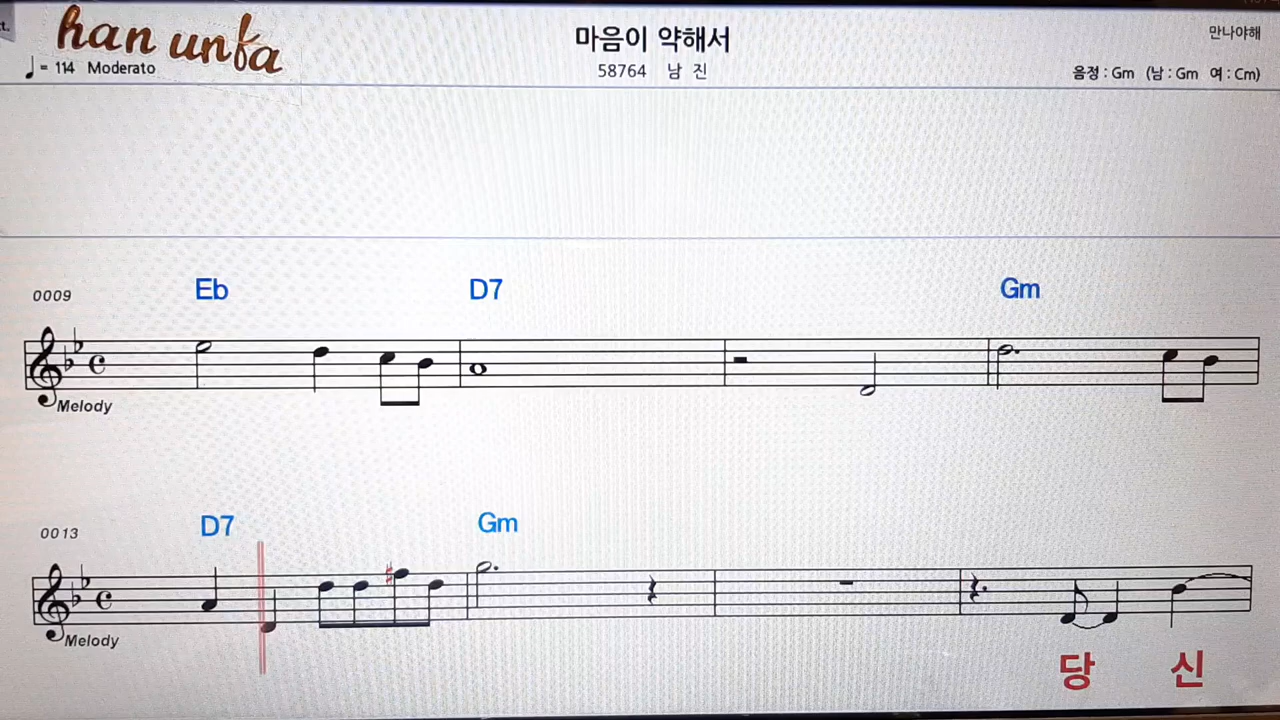 han unfa
마음이 약해서
만나야해
♩ = 114 Moderato
58764 남 진
음정 : Gm (남 : Gm 여 : Cm)
Eb D7 Gm
0009
Melody
D7 Gm
0013
Melody
당 신